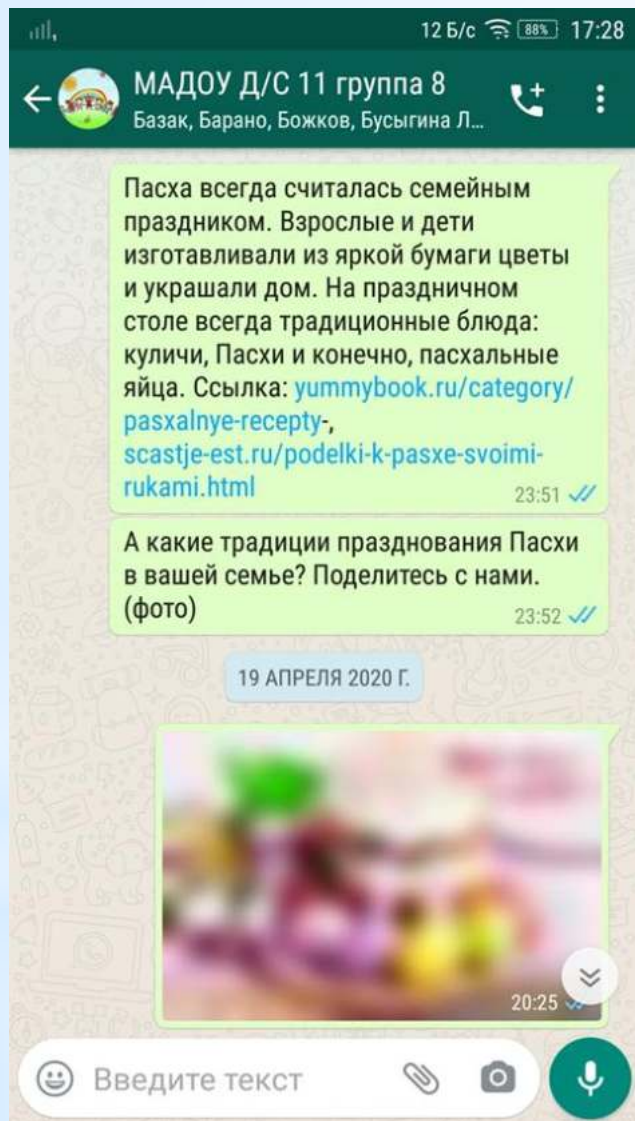 12 Б/с 88% 17:28
МАДОУ Д/С 11 группа 8
Базак, Барано, Божков, Бусыгина Л...
Пасха всегда считалась семейным
праздником. Взрослые и дети
изготавливали из яркой бумаги цветы
и украшали дом. На праздничном
столе всегда традиционные блюда:
куличи, Пасхи и конечно, пасхальные
яйца. Ссылка: yummybook.ru/category/
pasxalnye-recepty-,
scastje-est.ru/podelki-k-pasxe-svoimi-
rukami.html
23:51
А какие традиции празднования Пасхи
в вашей семье? Поделитесь с нами.
(фото)
23:52
19 АПРЕЛЯ 2020 Г.
20:25
Введите текст